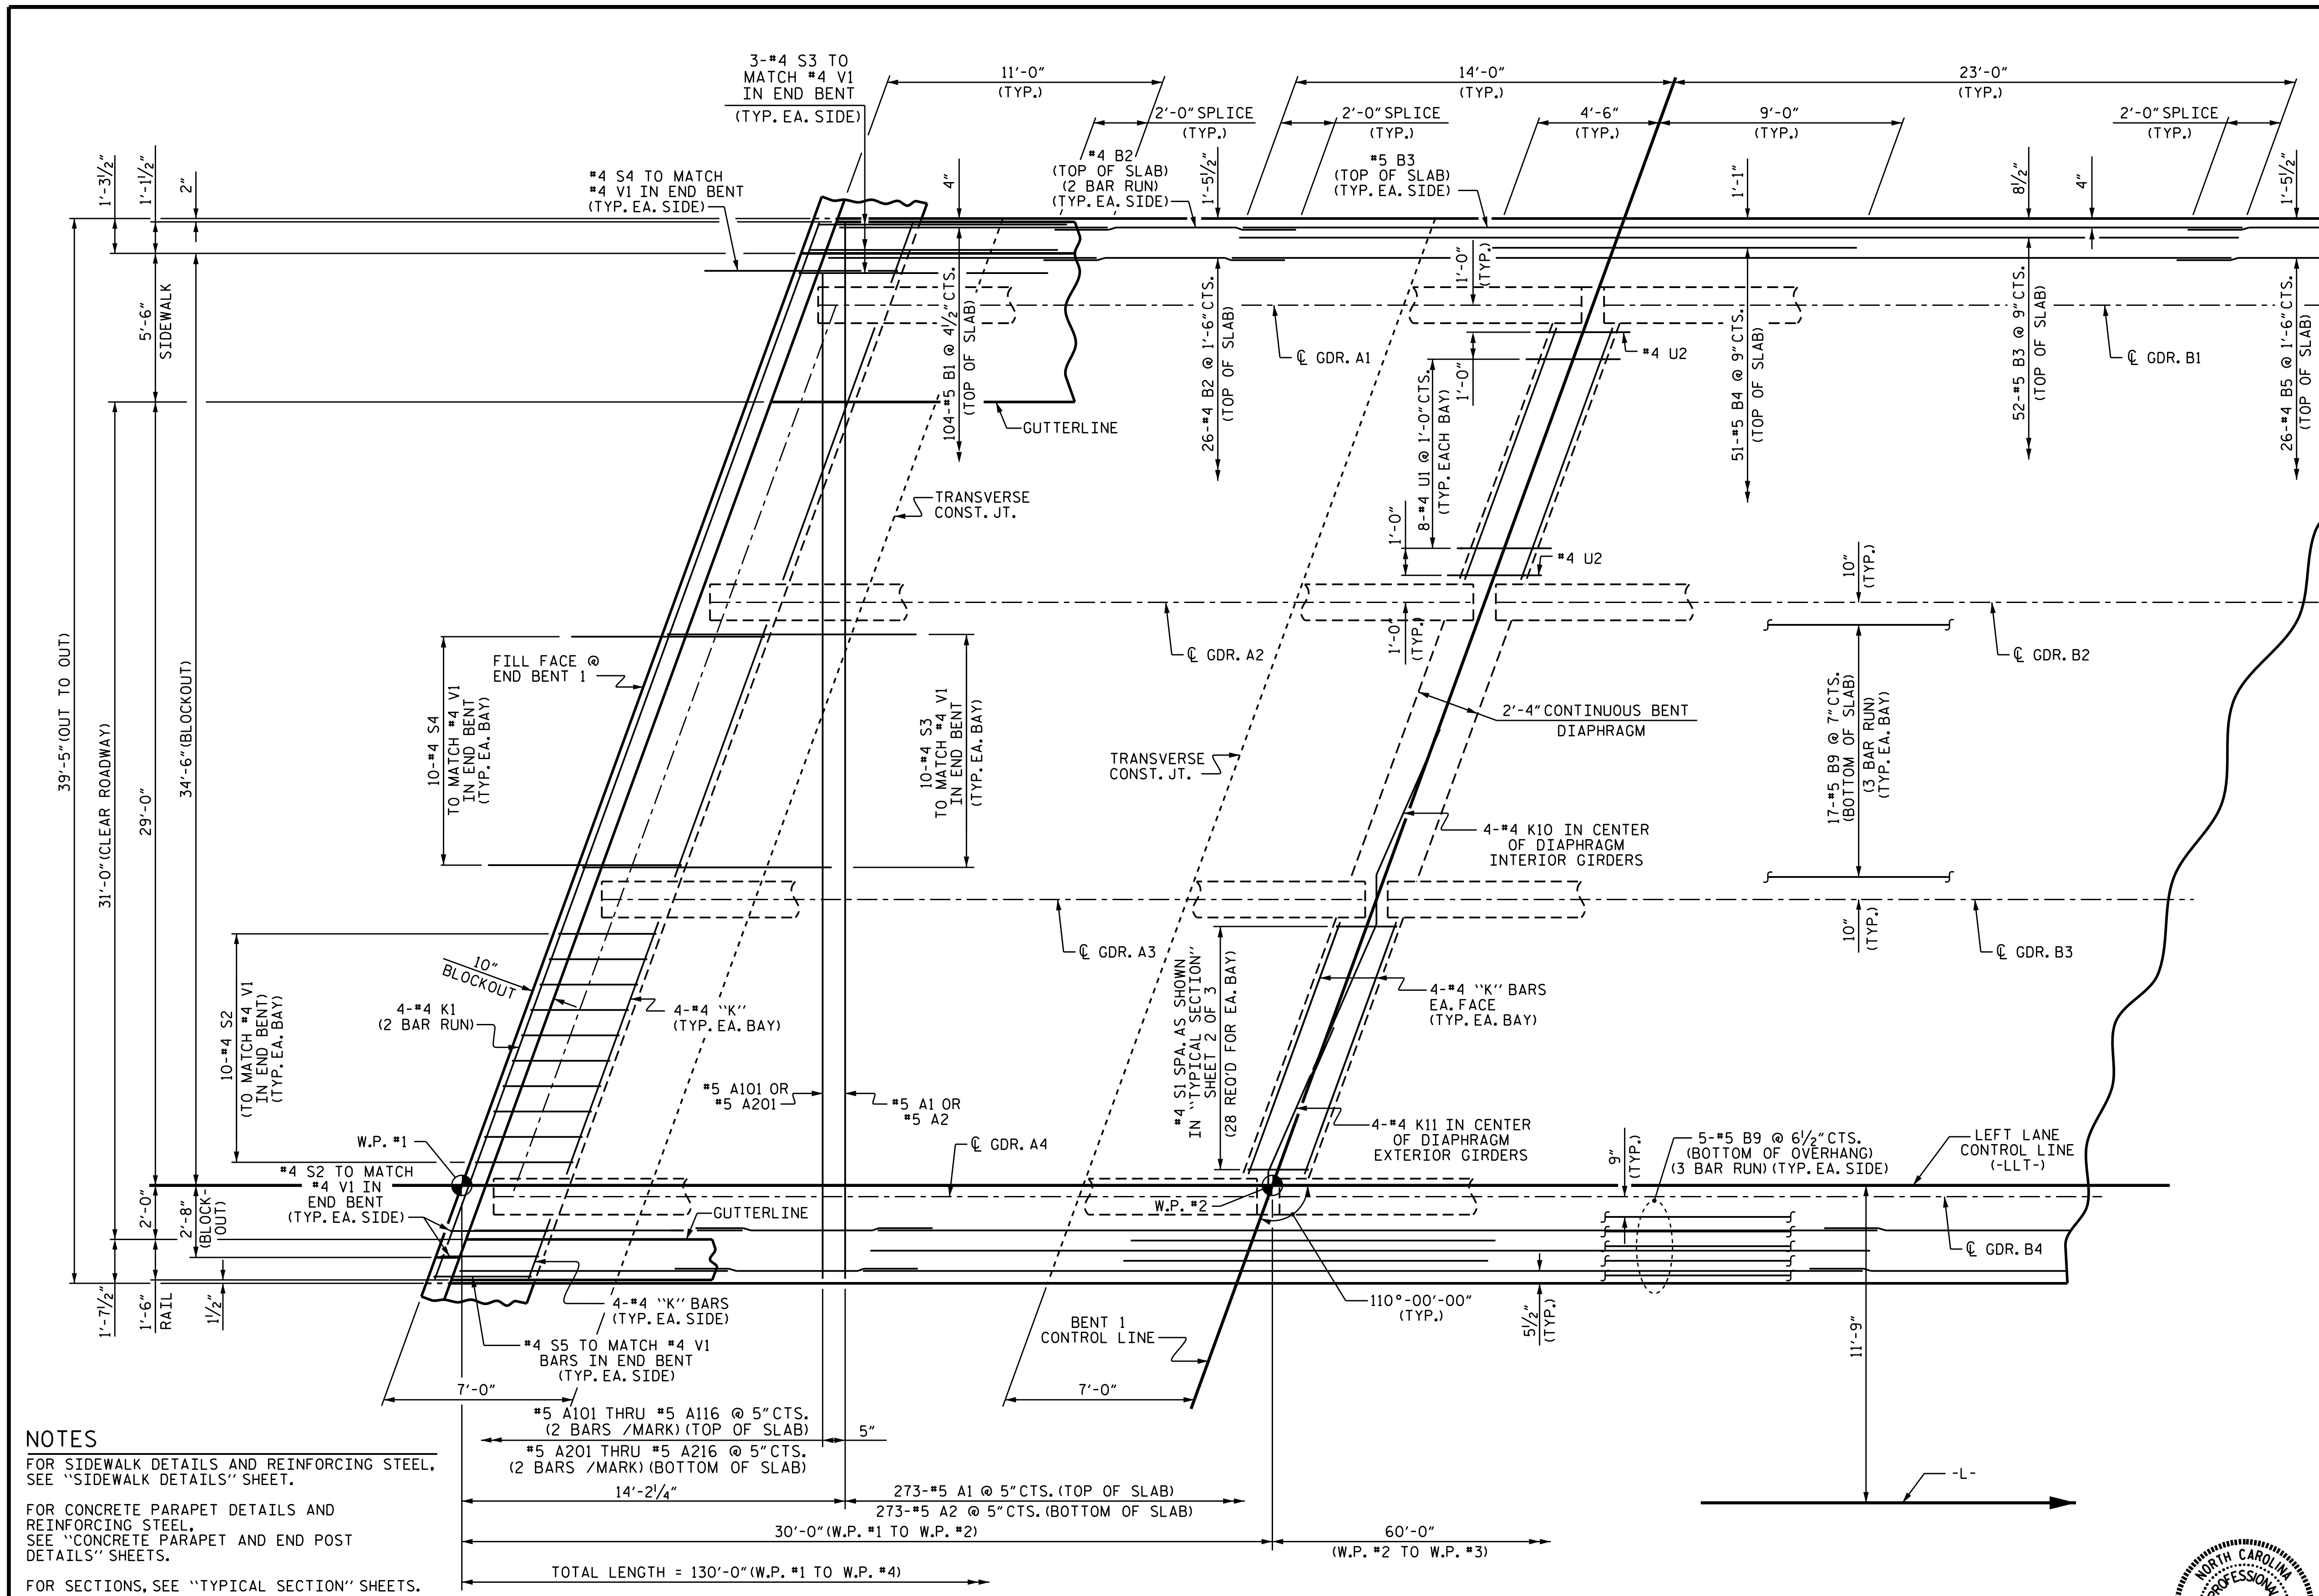 3-#4 S3 TO
MATCH #4 V1
IN END BENT
(TYP. EA. SIDE)
11'-0"
(TYP.)
14'-0"
(TYP.)
23'-0"
(TYP.)
2'-0" SPLICE
(TYP.)
2'-0" SPLICE
(TYP.)
4'-6"
(TYP.)
9'-0"
(TYP.)
2'-0" SPLICE
(TYP.)
1'-3½"
1'-1½"
2"
#4 S4 TO MATCH
#4 V1 IN END BENT
(TYP. EA. SIDE)
4"
#4 B2
(TOP OF SLAB)
(2 BAR RUN)
(TYP. EA. SIDE)
1'-5½"
#5 B3
(TOP OF SLAB)
(TYP. EA. SIDE)
1'-1"
8½"
4"
1'-5½"
5'-6"
SIDEWALK
104-#5 B1 @ 4½" CTS.
(TOP OF SLAB)
26-#4 B2 @ 1'-6" CTS.
(TOP OF SLAB)
1'-0"
(TYP.)
1'-0"
8-#4 U1 @ 1'-0" CTS.
(TYP. EACH BAY)
1'-0"
51-#5 B4 @ 9" CTS.
(TOP OF SLAB)
52-#5 B3 @ 9" CTS.
(TOP OF SLAB)
26-#4 B5 @ 1'-6" CTS.
(TOP OF SLAB)
℄ GDR. A1
#4 U2
℄ GDR. B1
GUTTERLINE
TRANSVERSE
CONST. JT.
#4 U2
10"
(TYP.)
39'-5" (OUT TO OUT)
31'-0" (CLEAR ROADWAY)
29'-0"
34'-6" (BLOCKOUT)
FILL FACE @
END BENT 1
℄ GDR. A2
1'-0"
(TYP.)
℄ GDR. B2
10-#4 S4
TO MATCH #4 V1
IN END BENT
(TYP. EA. BAY)
10-#4 S3
TO MATCH #4 V1
IN END BENT
(TYP. EA. BAY)
2'-4" CONTINUOUS BENT
DIAPHRAGM
TRANSVERSE
CONST. JT.
17-#5 B9 @ 7" CTS.
(BOTTOM OF SLAB)
(3 BAR RUN)
(TYP. EA. BAY)
4-#4 K10 IN CENTER
OF DIAPHRAGM
INTERIOR GIRDERS
10"
(TYP.)
℄ GDR. A3
℄ GDR. B3
10"
BLOCKOUT
4-#4 K1
(2 BAR RUN)
4-#4 "K"
(TYP. EA. BAY)
10-#4 S2
(TO MATCH #4 V1
IN END BENT)
(TYP. EA. BAY)
#4 S1 SPA. AS SHOWN
IN "TYPICAL SECTION"
SHEET 2 OF 3
(28 REQ'D FOR EA. BAY)
4-#4 "K" BARS
EA. FACE
(TYP. EA. BAY)
#5 A101 OR
#5 A201
#5 A1 OR
#5 A2
℄ GDR. A4
4-#4 K11 IN CENTER
OF DIAPHRAGM
EXTERIOR GIRDERS
9"
(TYP.)
5-#5 B9 @ 6½" CTS.
(BOTTOM OF OVERHANG)
(3 BAR RUN) (TYP. EA. SIDE)
LEFT LANE
CONTROL LINE
(-LLT-)
W.P. #1
#4 S2 TO MATCH
#4 V1 IN
END BENT
(TYP. EA. SIDE)
W.P. #2
GUTTERLINE
℄ GDR. B4
2'-0"
2'-8"
(BLOCK-
OUT)
1'-7½"
1'-6"
RAIL
1½"
4-#4 "K" BARS
(TYP. EA. SIDE)
#4 S5 TO MATCH #4 V1
BARS IN END BENT
(TYP. EA. SIDE)
BENT 1
CONTROL LINE
110°-00'-00"
(TYP.)
5½"
(TYP.)
11'-9"
7'-0"
7'-0"
#5 A101 THRU #5 A116 @ 5" CTS.
(2 BARS /MARK) (TOP OF SLAB)
5"
#5 A201 THRU #5 A216 @ 5" CTS.
(2 BARS /MARK) (BOTTOM OF SLAB)
14'-2¼"
273-#5 A1 @ 5" CTS. (TOP OF SLAB)
273-#5 A2 @ 5" CTS. (BOTTOM OF SLAB)
-L-
30'-0" (W.P. #1 TO W.P. #2)
60'-0"
(W.P. #2 TO W.P. #3)
TOTAL LENGTH = 130'-0" (W.P. #1 TO W.P. #4)
NOTES
FOR SIDEWALK DETAILS AND REINFORCING STEEL,
SEE "SIDEWALK DETAILS" SHEET.
FOR CONCRETE PARAPET DETAILS AND
REINFORCING STEEL,
SEE "CONCRETE PARAPET AND END POST
DETAILS" SHEETS.
FOR SECTIONS, SEE "TYPICAL SECTION" SHEETS.
NORTH CAROLINA